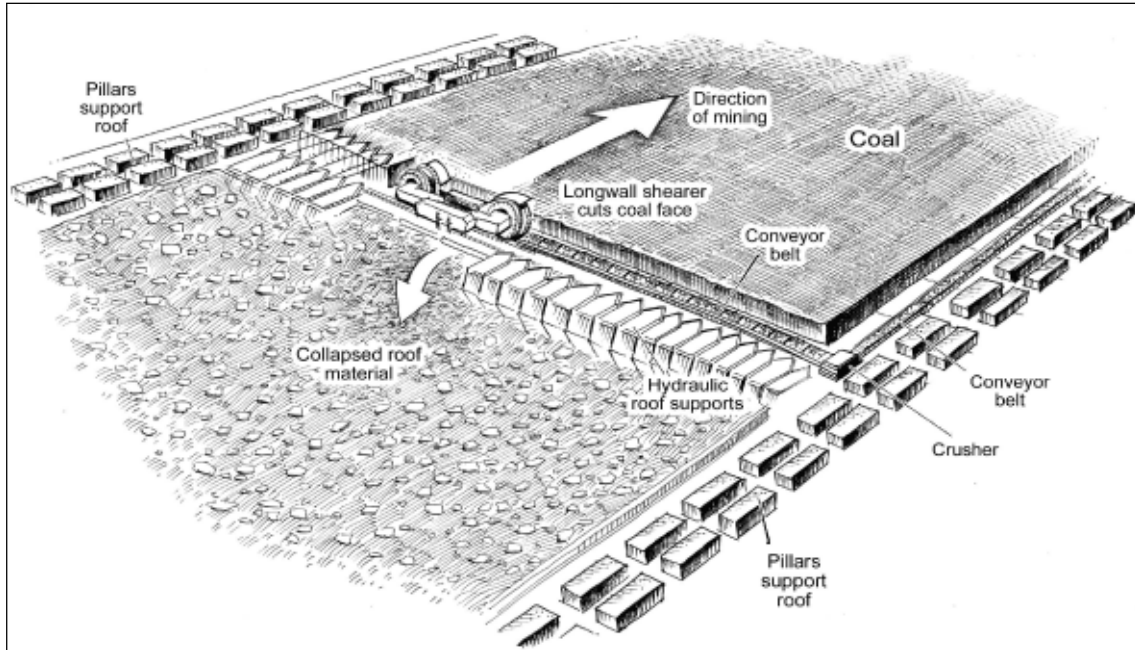 Pillars
support
roof
Direction
of mining
Coal
Longwall shearer
cuts coal face
Conveyor
belt
Collapsed roof
material
Hydraulic
roof supports
Conveyor
belt
Crusher
Pillars
support
roof